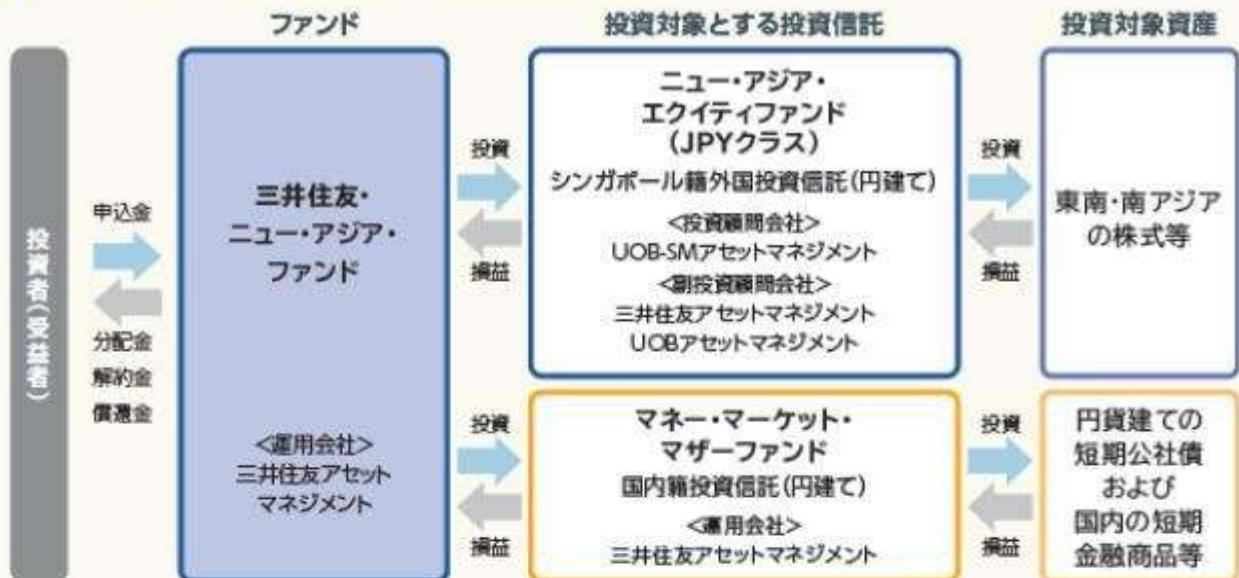 ファンド
投資対象とする投資信託
投資対象資産
投資者(受益者)
申込金
分配金
解約金
償還金
三井住友・
ニュー・アジア・
ファンド
<運用会社>
三井住友アセット
マネジメント
投資
損益
ニュー・アジア・
エクイティファンド
(JPYクラス)
シンガポール籍外国投資信託(円建て)
<投資顧問会社>
UOB-SMアセットマネジメント
<副投資顧問会社>
三井住友アセットマネジメント
UOBアセットマネジメント
投資
損益
東南・南アジア
の株式等
投資
損益
マネー・マーケット・
マザーファンド
国内籍投資信託(円建て)
<運用会社>
三井住友アセットマネジメント
投資
損益
円貨建ての
短期公社債
および
国内の短期
金融商品等